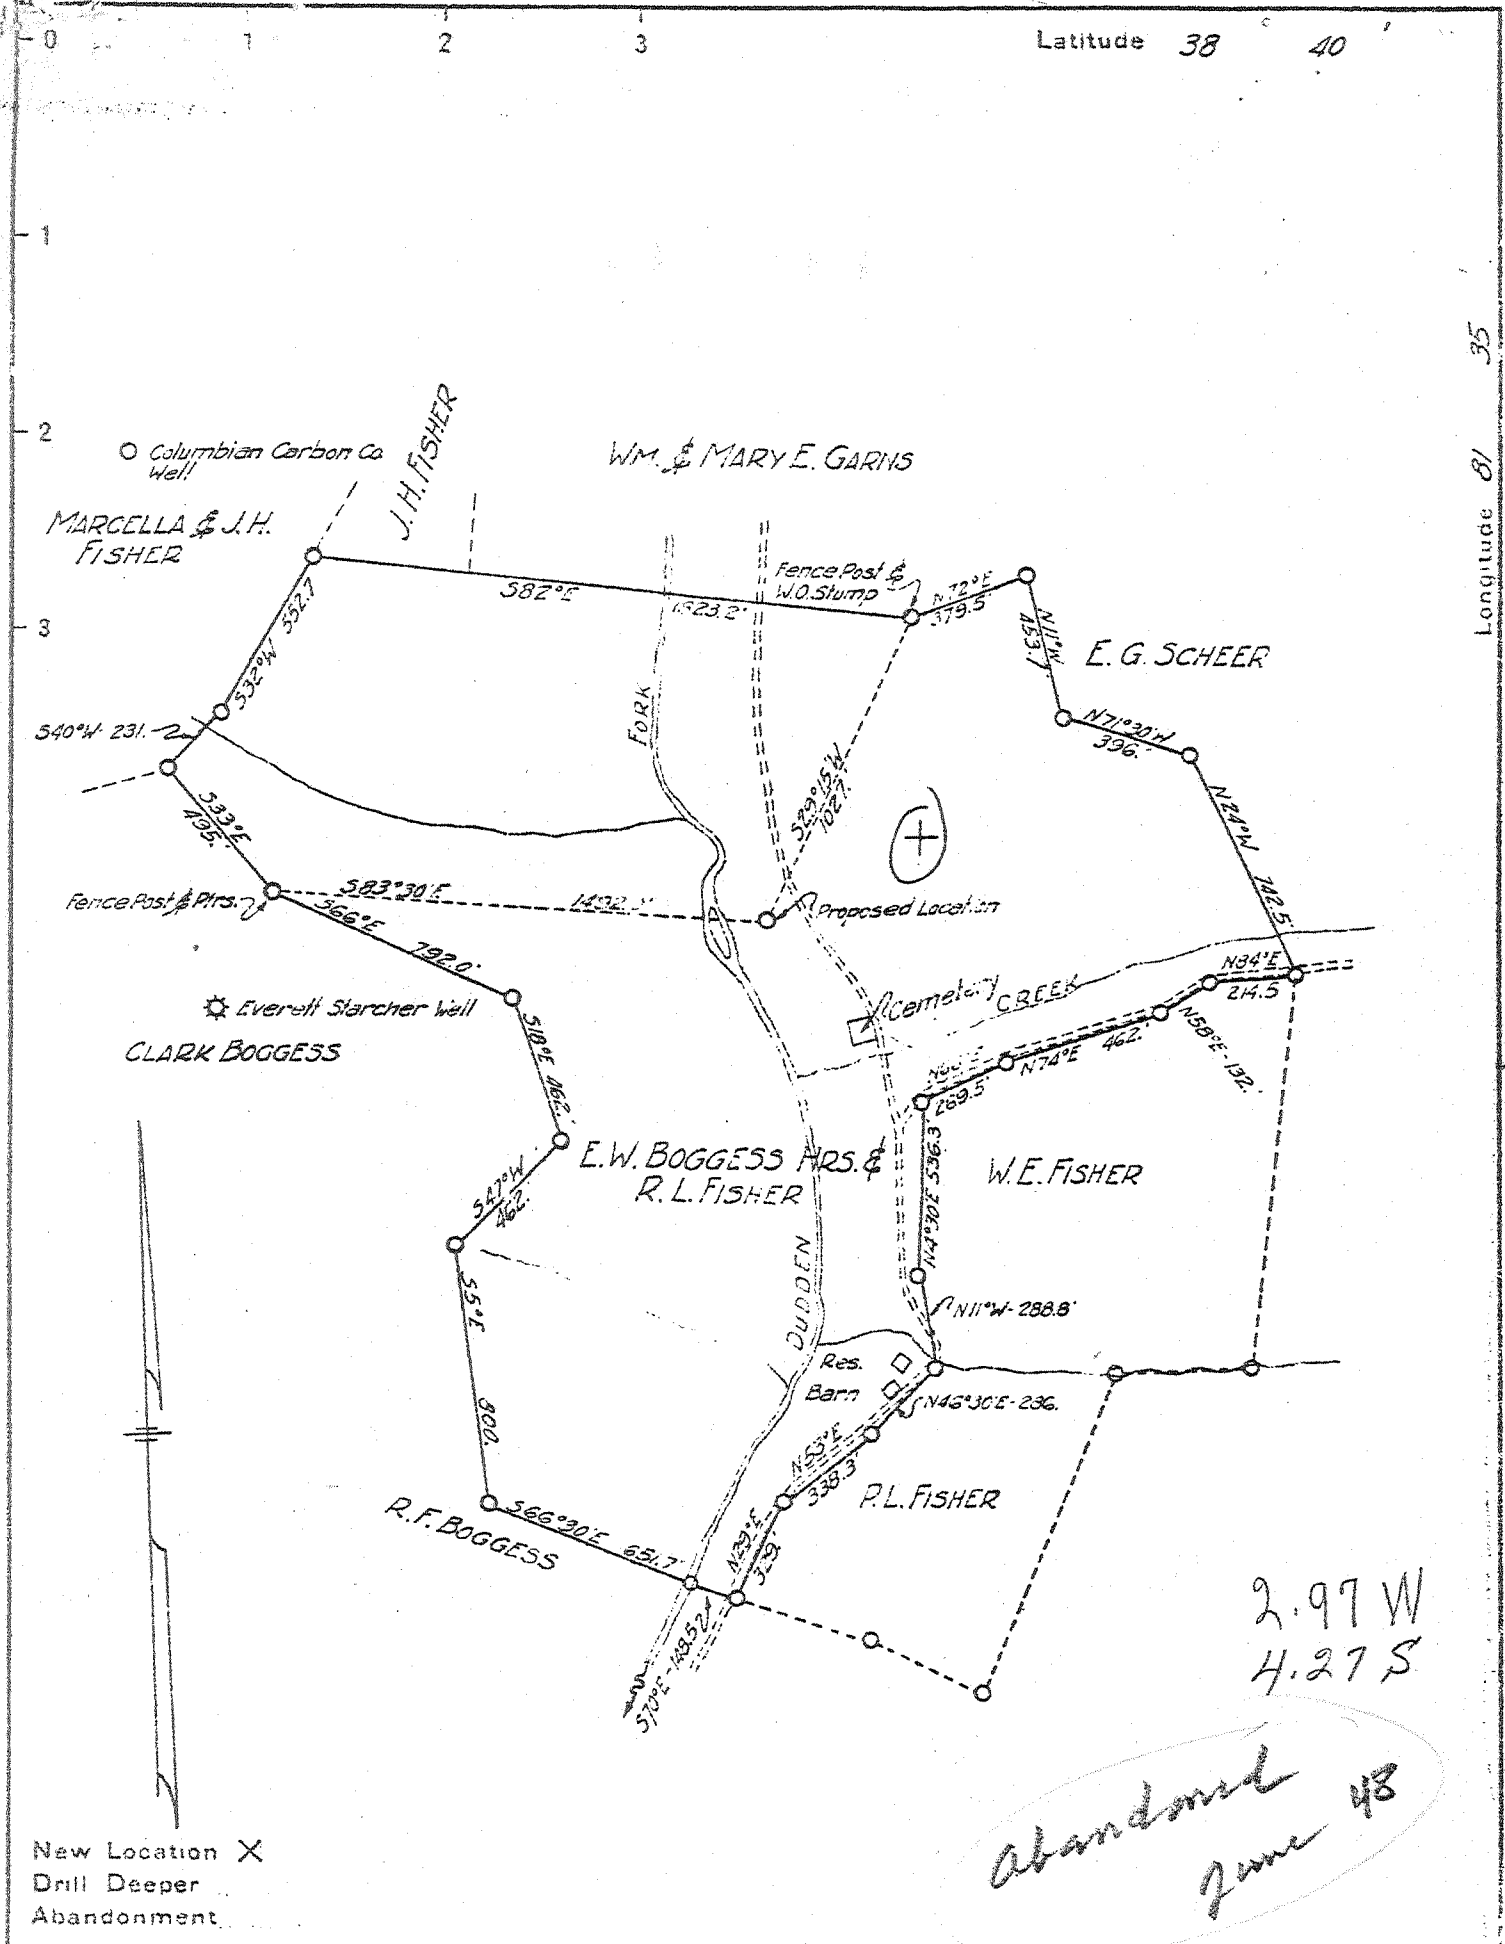 0 1 2 3 Latitude 38 40'
1
2
3
Longitude 81 35
Columbian Carbon Co.
Well
J. H. FISHER
WM. & MARY E. GARNS
MARCELLA & J. H.
FISHER
S82°E 1523.2'
Fence Post &
W.O. Stump
N72°E
379.5'
N11°W
453.7
E. G. SCHEER
S32°W 552.7
S40°W - 231.
FORK
N71°30'W
396.'
S33°E
495.'
S29°15'W
1027.'
N24°W 742.5'
Fence Post & Ptrs.
S83°30'E
Proposed Location
S66°E 792.0'
Everett Starcher Well
Cemetary
CREEK
N84°E
214.5
CLARK BOGGESS
S18°E 462.'
N74°E 462.'
N58°E - 132.'
269.5'
S47°W
462.'
E. W. BOGGESS HRS. &
R. L. FISHER
N4°30'E 536.3'
W. E. FISHER
S5°E 800.
DUDDEN
N11°W - 288.8'
Res.
Barn
N46°30'E - 286.
N53°E
338.3'
P. L. FISHER
R. F. BOGGESS
S66°30'E 651.7'
N29°E
329.'
S70°E - 148.5
2.97 W
4.27 S
Abandoned
June 48
New Location X
Drill Deeper
Abandonment